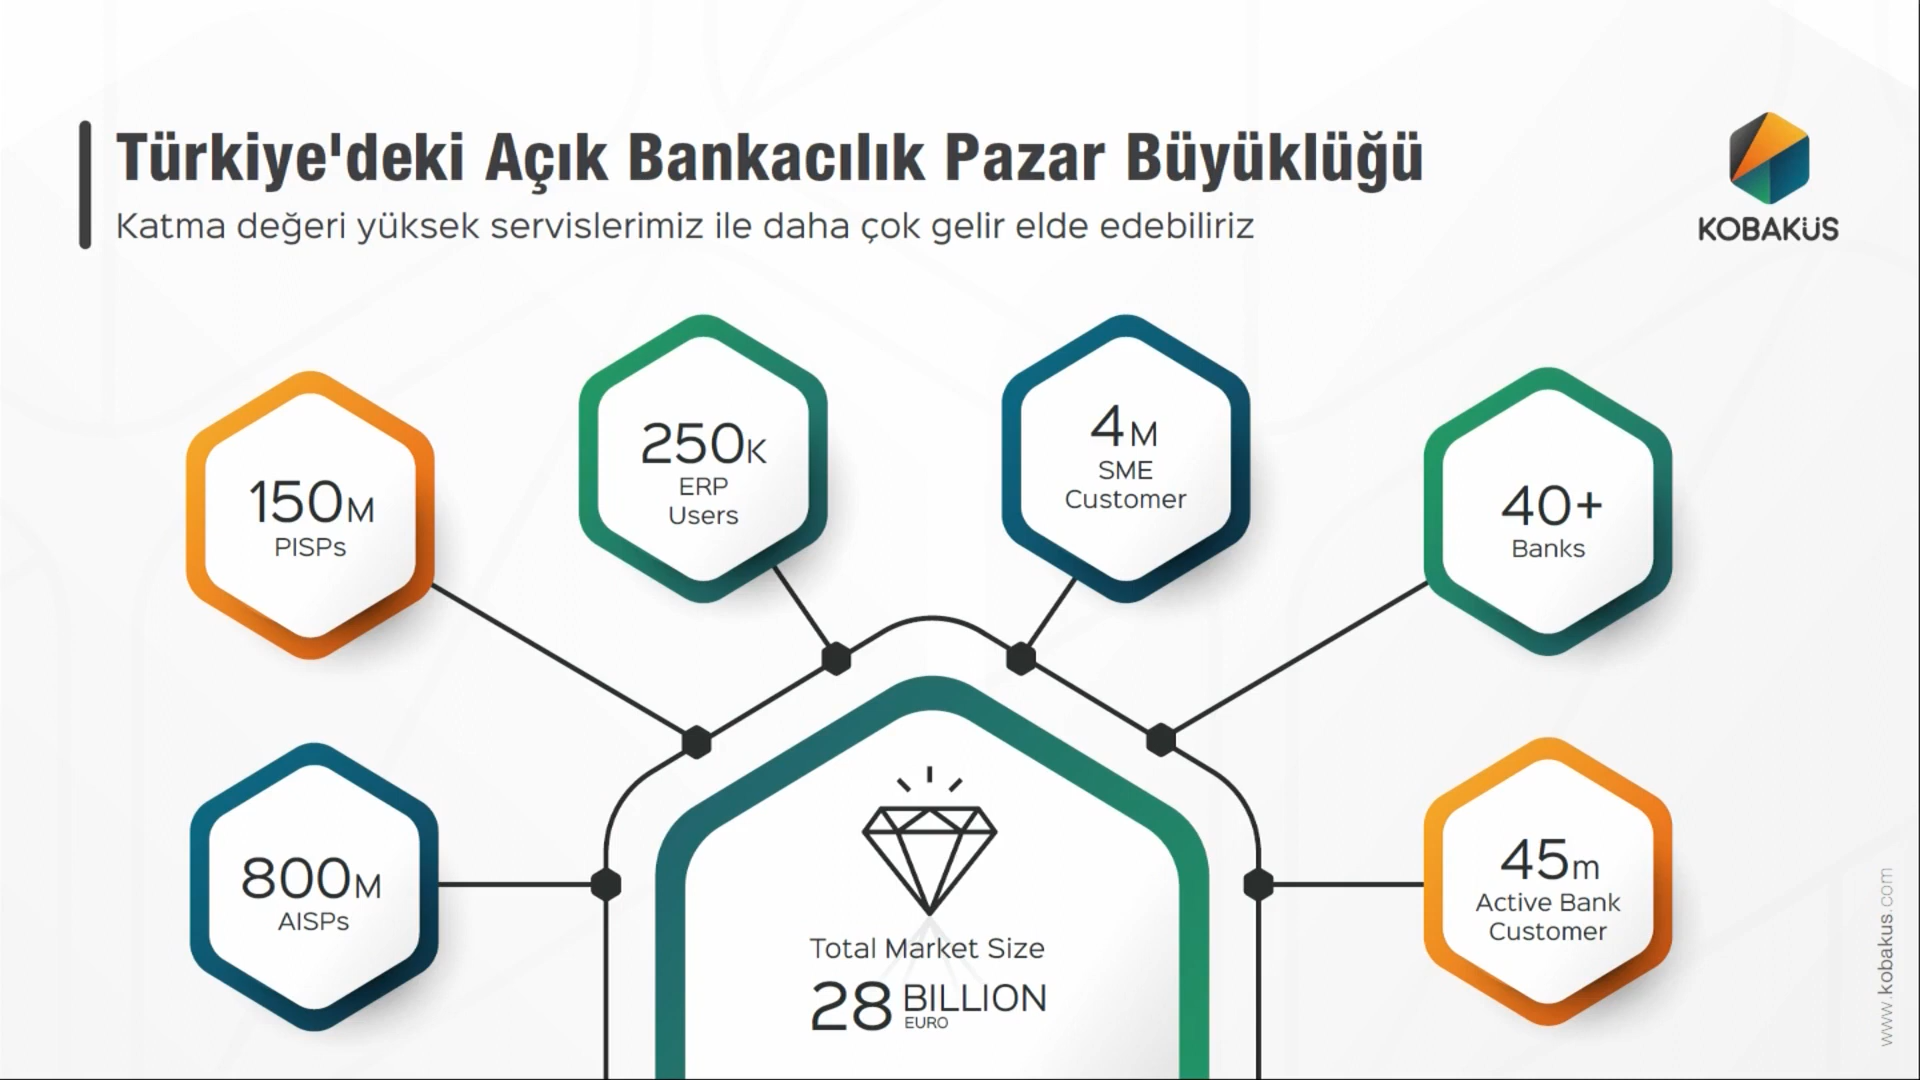 Türkiye'deki Açık Bankacılık Pazar Büyüklüğü
Katma değeri yüksek servislerimiz ile daha çok gelir elde edebiliriz
KOBAKÜS
150M
PISPs
250K
ERP
Users
4M
SME
Customer
40+
Banks
800M
AISPs
Total Market Size
28 BILLION
EURO
45m
Active Bank
Customer
www.kobakus.com